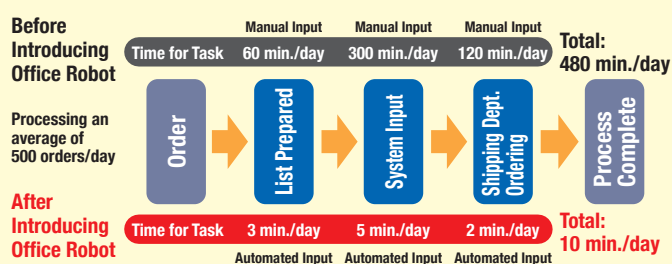 Before
Introducing
Office Robot
Manual Input Manual Input Manual Input
Time for Task 60 min./day 300 min./day 120 min./day
Total:
480 min./day
Processing an
average of
500 orders/day
Order
List Prepared
System Input
Shipping Dept.
Ordering
Process
Complete
After
Introducing
Office Robot
Time for Task 3 min./day 5 min./day 2 min./day
Total:
10 min./day
Automated Input Automated Input Automated Input